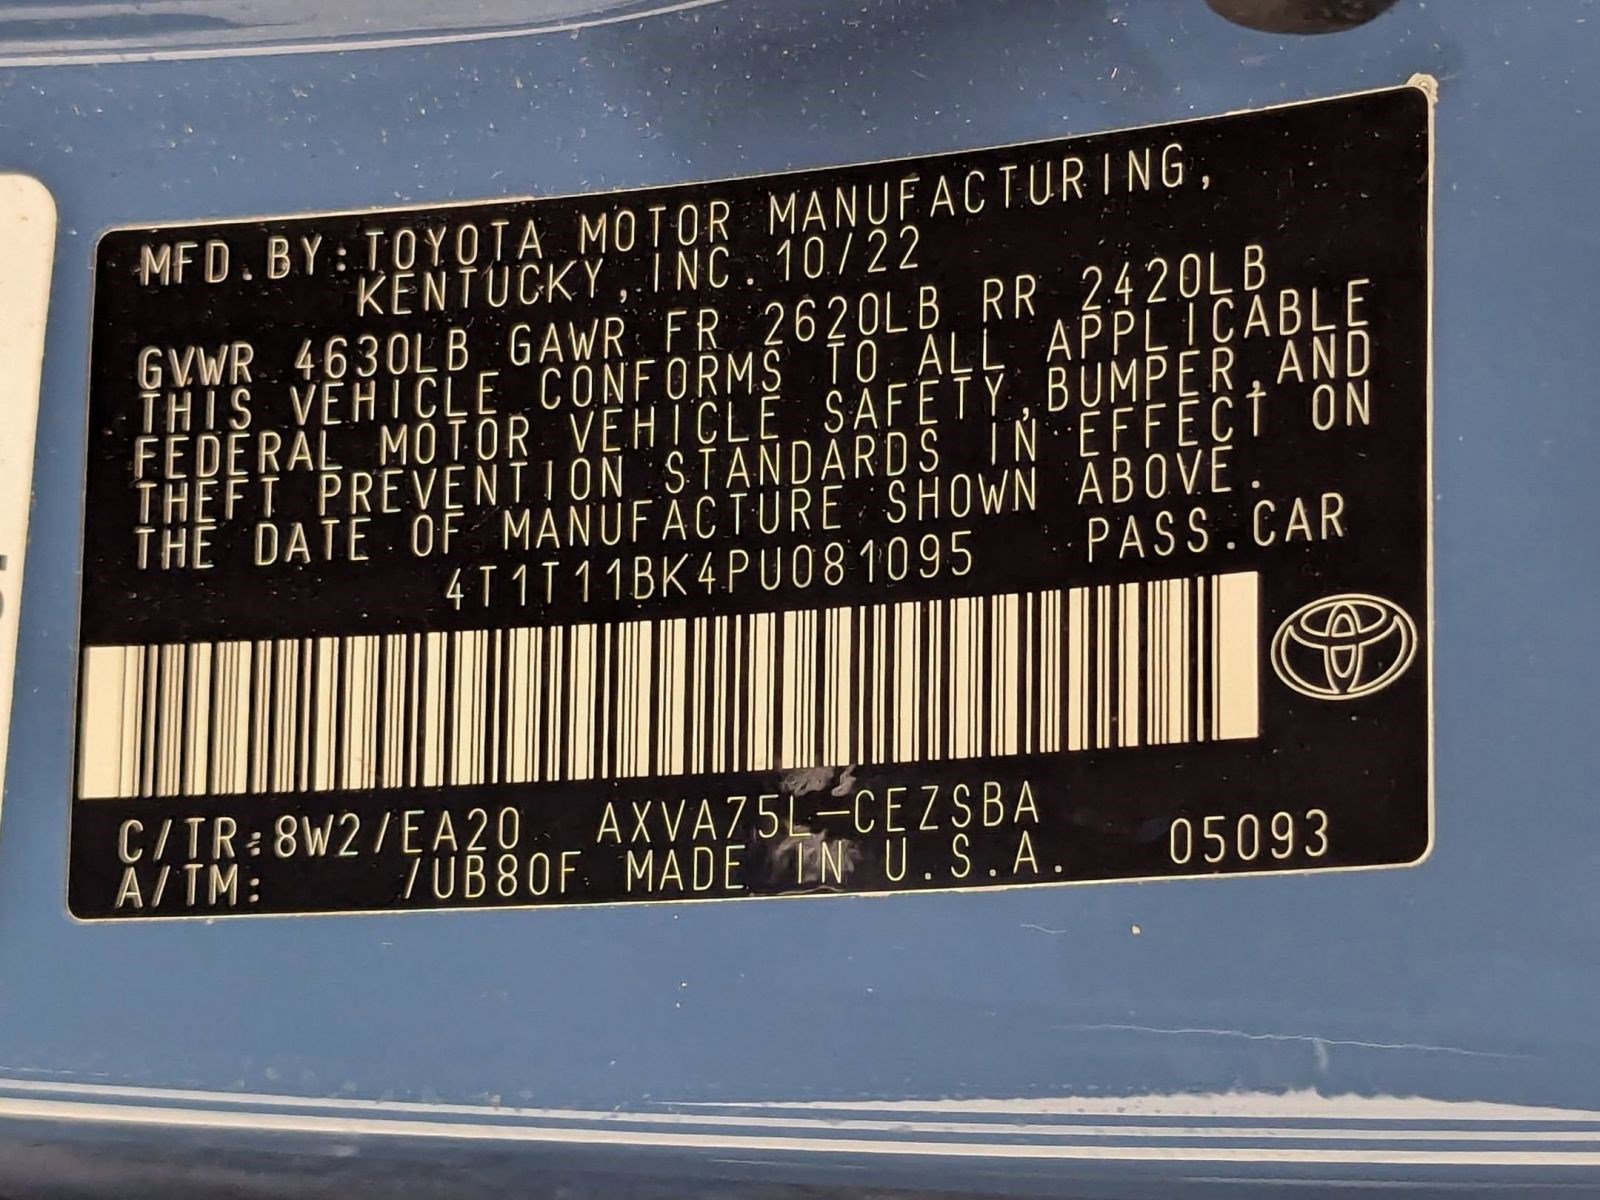 MFD.BY:TOYOTA MOTOR MANUFACTURING,
KENTUCKY, INC. 10/22
GVWR 4630LB GAWR FR 2620LB RR 2420LB
THIS VEHICLE CONFORMS TO ALL APPLICABLE
FEDERAL MOTOR VEHICLE SAFETY,BUMPER,AND
THEFT PREVENTION STANDARDS IN EFFECT ON
THE DATE OF MANUFACTURE SHOWN ABOVE.
4T1T11BK4PU081095 PASS.CAR
C/TR:8W2/EA20 AXVA75L-CEZSBA
A/TM: /UB80F MADE IN U.S.A. 05093